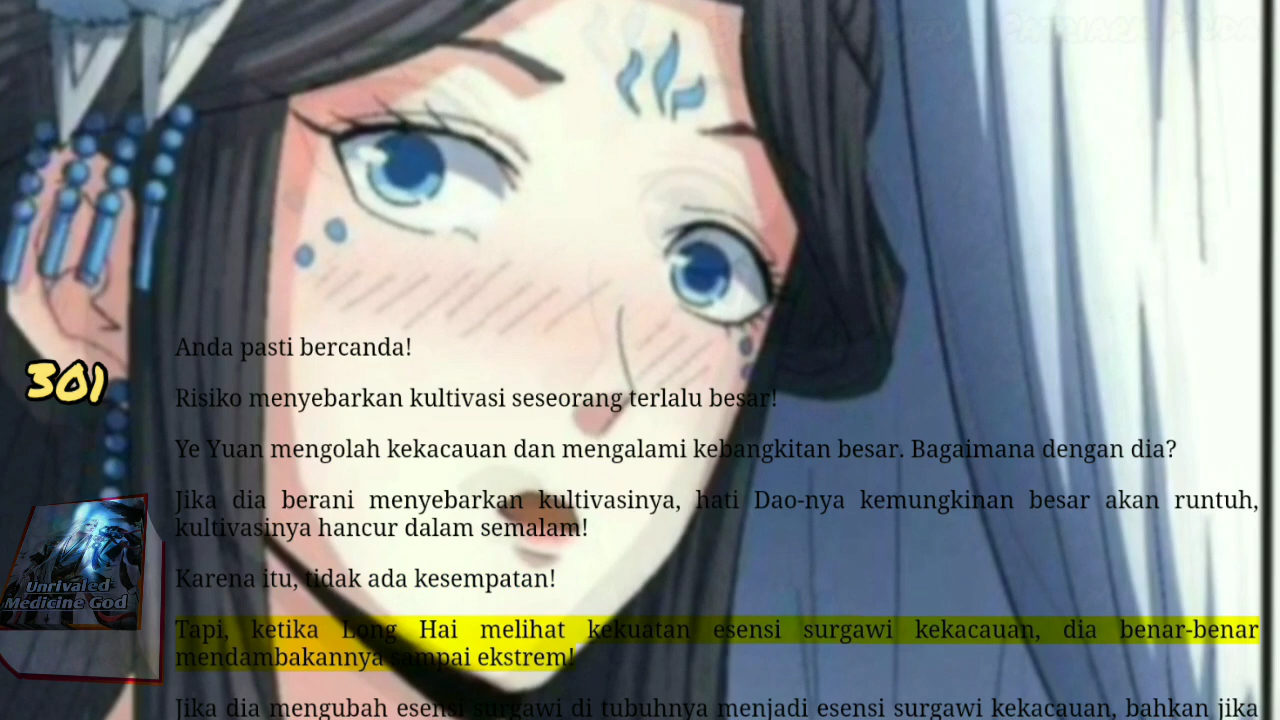 Anda pasti bercanda!
Risiko menyebarkan kultivasi seseorang terlalu besar!
301
Ye Yuan mengolah kekacauan dan mengalami kebangkitan besar. Bagaimana dengan dia?
Jika dia berani menyebarkan kultivasinya, hati Dao-nya kemungkinan besar akan runtuh,
kultivasinya hancur dalam semalam!
Karena itu, tidak ada kesempatan!
Unrivaled
Medicine God
Tapi, ketika Long Hai melihat kekuatan esensi surgawi kekacauan, dia benar-benar
mendambakannya sampai ekstrem!
Jika dia mengubah esensi surgawi di tubuhnya menjadi esensi surgawi kekacauan, bahkan jika